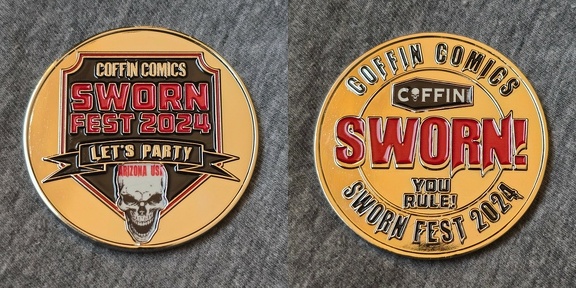 COFFIN COMICS
SWORN
FEST 2024
LET'S PARTY
ARIZONA USA
COFFIN COMICS
COFFIN
SWORN!
YOU
RULE!
SWORN FEST 2024